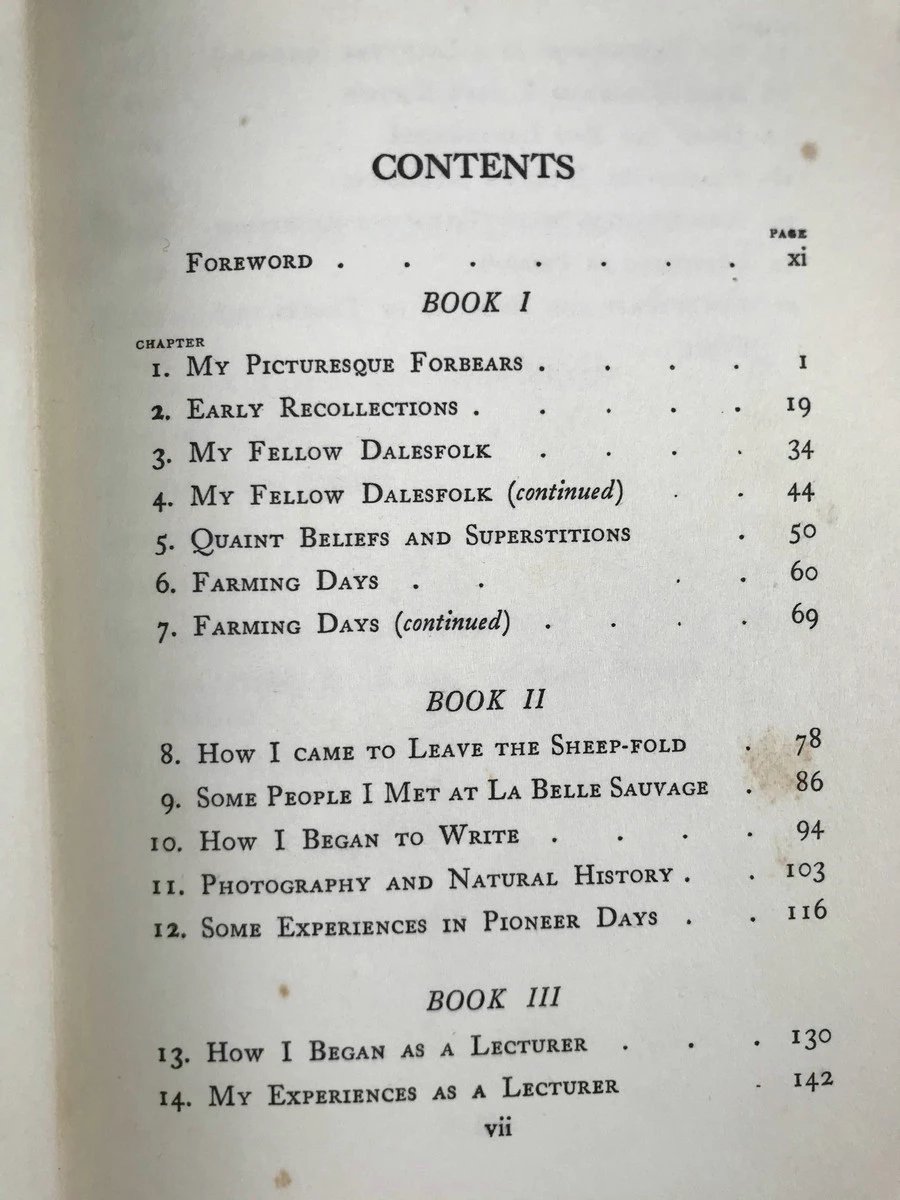 CONTENTS
PAGE
FOREWORD . . . . . . . xi
BOOK I
CHAPTER
1. MY PICTURESQUE FORBEARS . . . . 1
2. EARLY RECOLLECTIONS . . . . . 19
3. MY FELLOW DALESFOLK . . . . 34
4. MY FELLOW DALESFOLK (continued) . . 44
5. QUAINT BELIEFS AND SUPERSTITIONS . 50
6. FARMING DAYS . . . . 60
7. FARMING DAYS (continued) . . . . 69
BOOK II
8. HOW I CAME TO LEAVE THE SHEEP-FOLD . 78
9. SOME PEOPLE I MET AT LA BELLE SAUVAGE . 86
10. HOW I BEGAN TO WRITE . . . . 94
11. PHOTOGRAPHY AND NATURAL HISTORY . . 103
12. SOME EXPERIENCES IN PIONEER DAYS . . 116
BOOK III
13. HOW I BEGAN AS A LECTURER . . . 130
14. MY EXPERIENCES AS A LECTURER . 142
vii